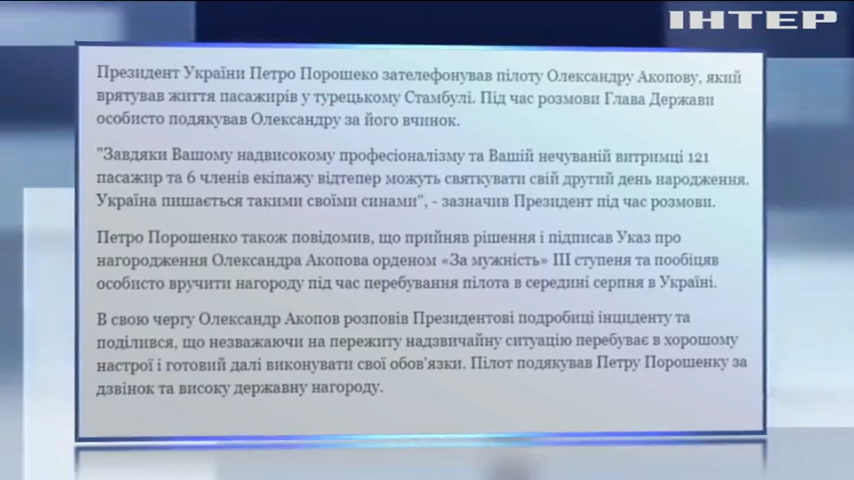 ІНТЕР
Президент України Петро Порошеко зателефонував пілоту Олександру Акопову, який
врятував життя пасажирів у турецькому Стамбулі. Під час розмови Глава Держави
особисто подякував Олександру за його вчинок.
"Завдяки Вашому надвисокому професіоналізму та Вашій нечуваній витримці 121
пасажир та 6 членів екіпажу відтепер можуть святкувати свій другий день народження.
Україна пишається такими своїми синами", - зазначив Президент під час розмови.
Петро Порошенко також повідомив, що прийняв рішення і підписав Указ про
нагородження Олександра Акопова орденом «За мужність» III ступеня та пообіцяв
особисто вручити нагороду під час перебування пілота в середині серпня в Україні.
В свою чергу Олександр Акопов розповів Президентові подробиці інциденту та
поділився, що незважаючи на пережиту надзвичайну ситуацію перебуває в хорошому
настрої і готовий далі виконувати свої обов'язки. Пілот подякував Петру Порошенку за
дзвінок та високу державну нагороду.